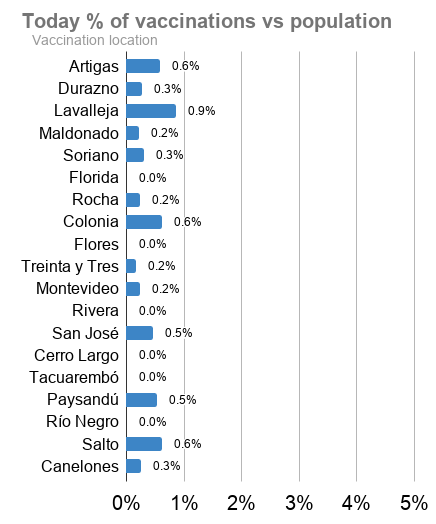 Today % of vaccinations vs population
Vaccination location
Artigas 0.6%
Durazno 0.3%
Lavalleja 0.9%
Maldonado 0.2%
Soriano 0.3%
Florida 0.0%
Rocha 0.2%
Colonia 0.6%
Flores 0.0%
Treinta y Tres 0.2%
Montevideo 0.2%
Rivera 0.0%
San José 0.5%
Cerro Largo 0.0%
Tacuarembó 0.0%
Paysandú 0.5%
Río Negro 0.0%
Salto 0.6%
Canelones 0.3%
0% 1% 2% 3% 4% 5%